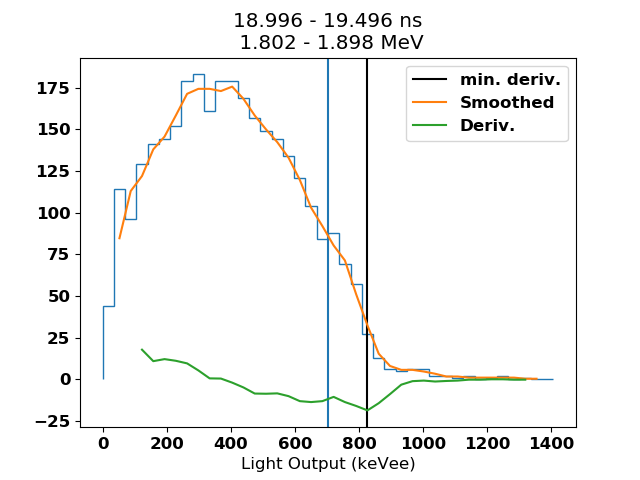 18.996 - 19.496 ns
1.802 - 1.898 MeV
min. deriv.
Smoothed
Deriv.
175
150
125
100
75
50
25
0
−25
0 200 400 600 800 1000 1200 1400
Light Output (keVee)